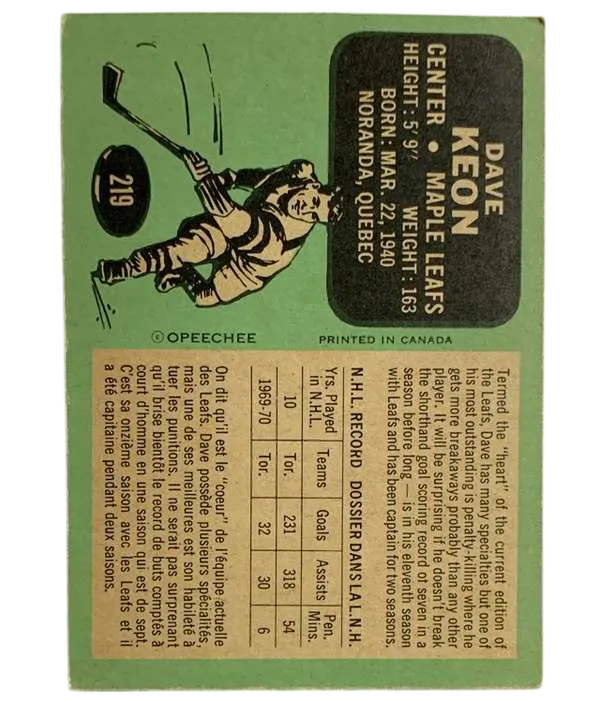 DAVE
KEON
CENTER • MAPLE LEAFS
HEIGHT: 5' 9" WEIGHT: 163
BORN: MAR. 22, 1940
NORANDA, QUEBEC
219
© OPEECHEE PRINTED IN CANADA
Termed the "heart" of the current edition of
the Leafs, Dave has many specialties but one of
his most outstanding is penalty-killing where he
gets more breakaways probably than any other
player. It will be surprising if he doesn't break
the shorthand goal scoring record of seven in a
season before long — is in his eleventh season
with Leafs and has been captain for two seasons.
N.H.L. RECORD DOSSIER DANS LA L.N.H.
Yrs. Played in N.H.L. Teams Goals Assists Pen. Mins.
10 Tor. 231 318 54
1969-70 Tor. 32 30 6
On dit qu'il est le "coeur" de l'équipe actuelle
des Leafs. Dave possède plusieurs spécialités,
mais une de ses meilleures est son habileté à
tuer les punitions. Il ne serait pas surprenant
qu'il brise bientôt le record de buts comptés à
court d'homme en une saison qui est de sept.
C'est sa onzième saison avec les Leafs et il
a été capitaine pendant deux saisons.